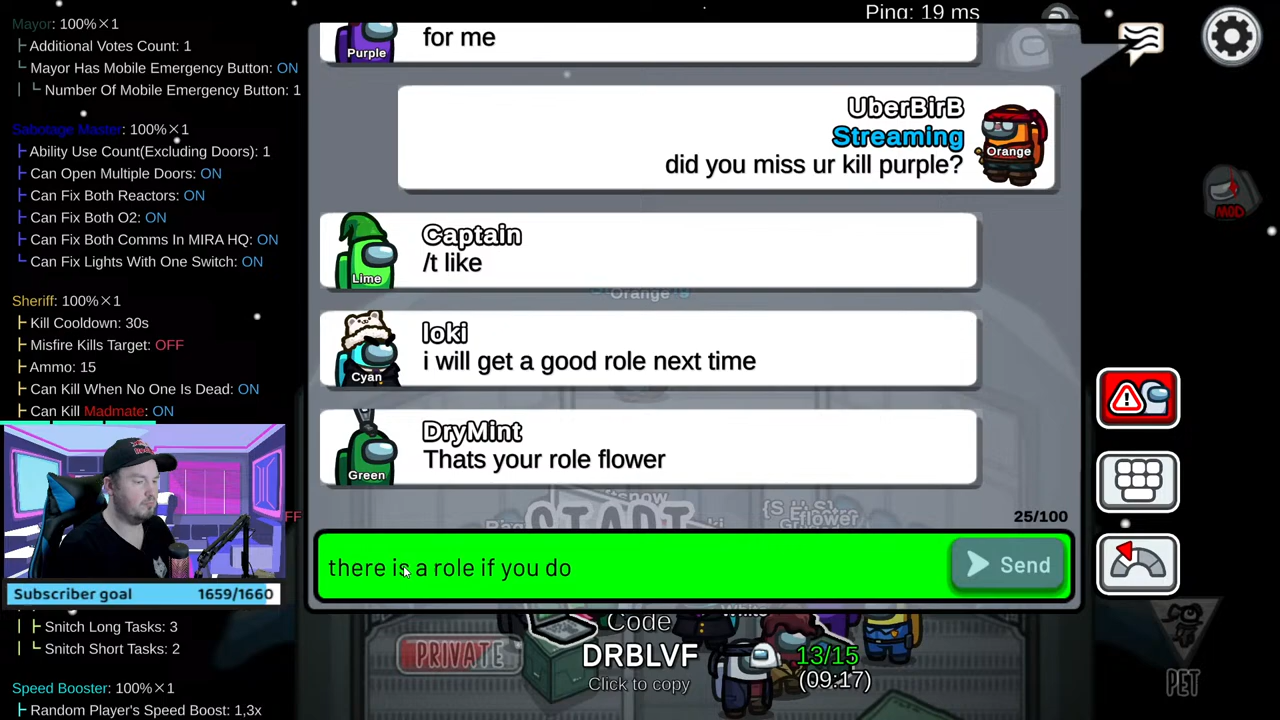 Mayor: 100%×1
Additional Votes Count: 1
Mayor Has Mobile Emergency Button: ON
Number Of Mobile Emergency Button: 1
Sabotage Master: 100%×1
Ability Use Count(Excluding Doors): 1
Can Open Multiple Doors: ON
Can Fix Both Reactors: ON
Can Fix Both O2: ON
Can Fix Both Comms In MIRA HQ: ON
Can Fix Lights With One Switch: ON
Sheriff: 100%×1
Kill Cooldown: 30s
Misfire Kills Target: OFF
Ammo: 15
Can Kill When No One Is Dead: ON
Can Kill Madmate: ON
FF
Subscriber goal 1659/1660
Snitch Long Tasks: 3
Snitch Short Tasks: 2
Speed Booster: 100%×1
Random Player's Speed Boost: 1,3x
Ping: 19 ms
Purple
for me
UberBirB
Streaming
did you miss ur kill purple?
Orange
Captain
/t like
Lime
Orange
loki
i will get a good role next time
Cyan
DryMint
Thats your role flower
Green
START
flower
25/100
there is a role if you do
Send
Code
PRIVATE
DRBLVF
Click to copy
13/15
(09:17)
MOD
PET